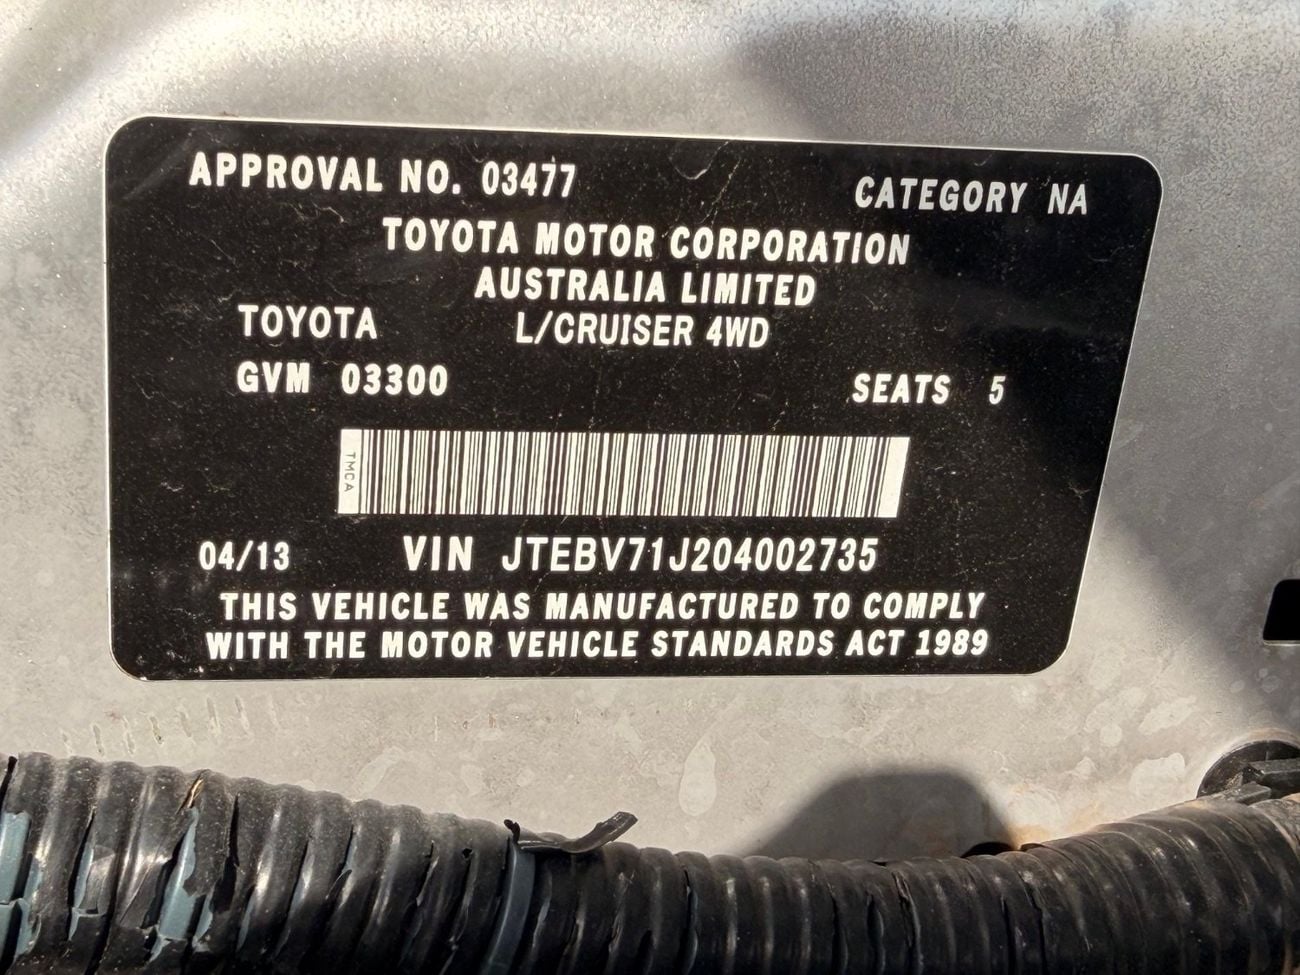 APPROVAL NO. 03477 CATEGORY NA
TOYOTA MOTOR CORPORATION
AUSTRALIA LIMITED
TOYOTA L/CRUISER 4WD
GVM 03300 SEATS 5
TMCA
04/13 VIN JTEBV71J204002735
THIS VEHICLE WAS MANUFACTURED TO COMPLY
WITH THE MOTOR VEHICLE STANDARDS ACT 1989